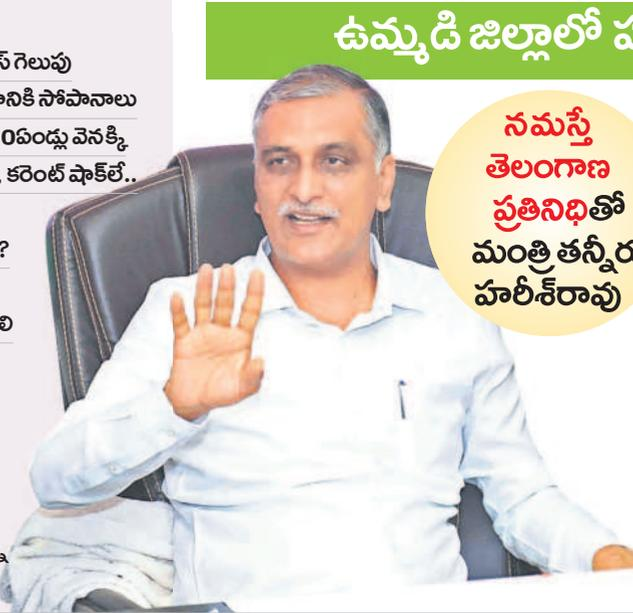 ఉమ్మడి జిల్లాలో
గెలుపు
సోపానాలు
0ఏండ్లు వెనక్కి
కరెంట్ షాక్‌లే..
?
లి
నమస్తే
తెలంగాణ
ప్రతినిధితో
మంత్రి తన్నీరు
హరీశ్‌రావు